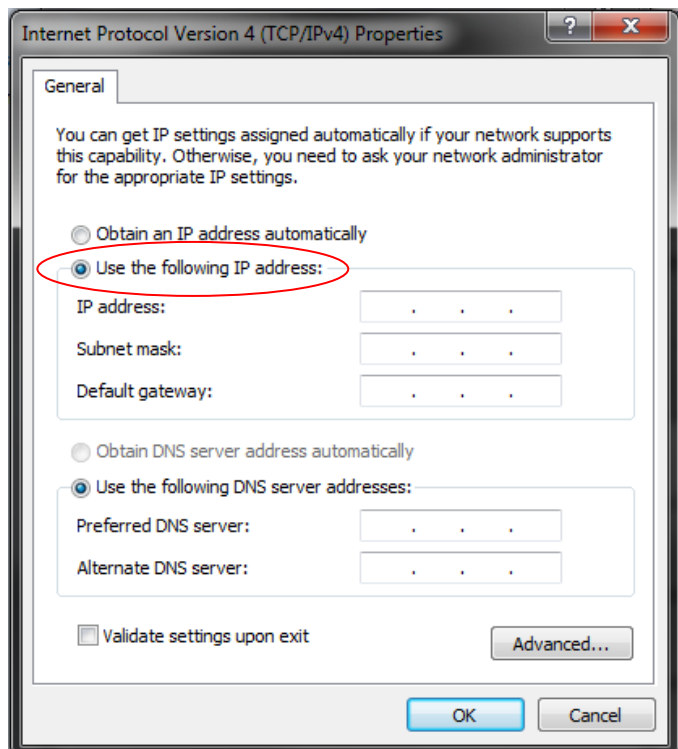 Internet Protocol Version 4 (TCP/IPv4) Properties
?
X
General
You can get IP settings assigned automatically if your network supports
this capability. Otherwise, you need to ask your network administrator
for the appropriate IP settings.
Obtain an IP address automatically
Use the following IP address:
IP address: . . .
Subnet mask: . . .
Default gateway: . . .
Obtain DNS server address automatically
Use the following DNS server addresses:
Preferred DNS server: . . .
Alternate DNS server: . . .
Validate settings upon exit
Advanced...
OK
Cancel